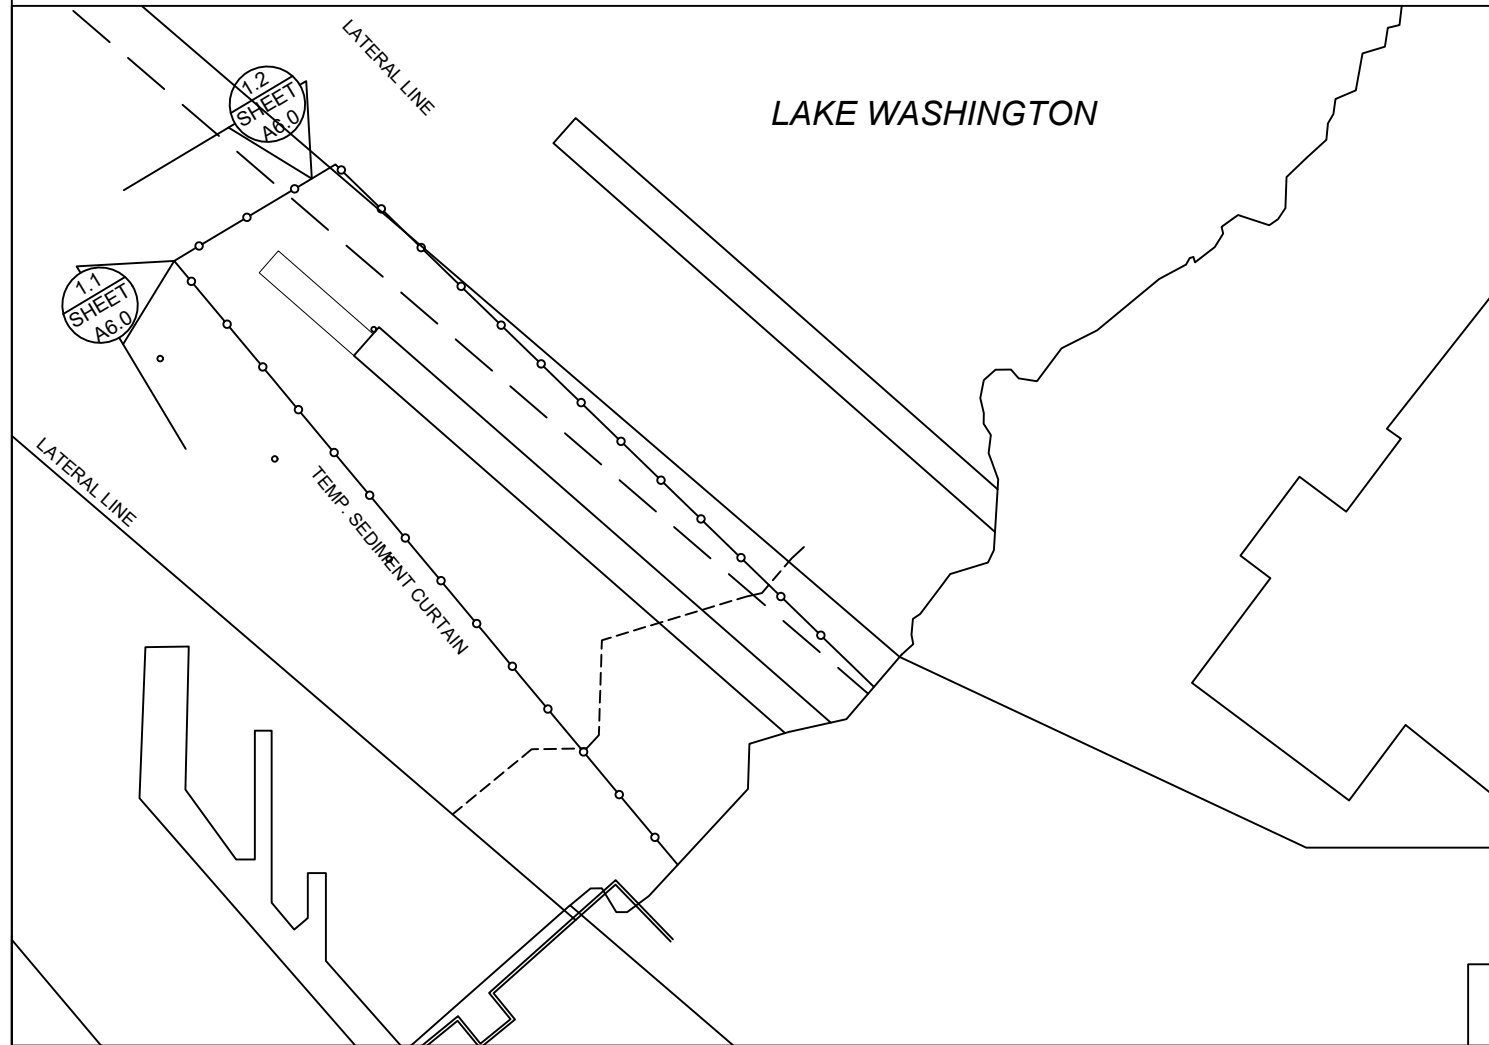 LATERAL LINE
1.2
SHEET
A6.0
LAKE WASHINGTON
1.1
SHEET
A6.0
LATERAL LINE
TEMP. SEDIMENT CURTAIN